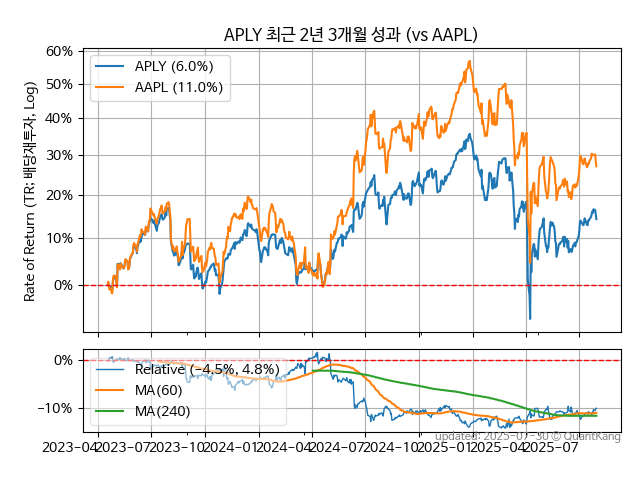 APLY 최근 2년 3개월 성과 (vs AAPL)
Rate of Return (TR: 배당재투자, Log)
60%
50%
40%
30%
20%
10%
0%
APLY (6.0%)
AAPL (11.0%)
0%
−10%
Relative (−4.5%, 4.8%)
MA(60)
MA(240)
updated: 2025-07-30 © QuantKang
2023-04 2023-07 2023-10 2024-01 2024-04 2024-07 2024-10 2025-01 2025-04 2025-07